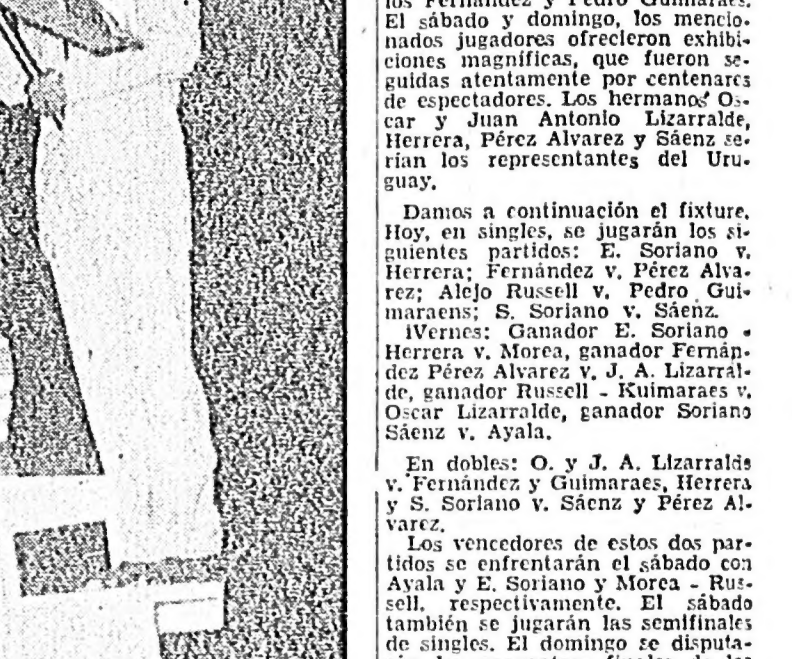 los Fernández y Pedro Guimaraes.
El sábado y domingo, los mencio-
nados jugadores ofrecieron exhibi-
ciones magníficas, que fueron se-
guidas atentamente por centenares
de espectadores. Los hermanos Os-
car y Juan Antonio Lizarralde,
Herrera, Pérez Alvarez y Sáenz se-
rían los representantes del Uru-
guay.
Damos a continuación el fixture.
Hoy, en singles, se jugarán los si-
guientes partidos: E. Soriano v.
Herrera; Fernández v. Pérez Alva-
rez; Alejo Russell v. Pedro Gui-
maraens; S. Soriano v. Sáenz.
iVernes: Ganador E. Soriano -
Herrera v. Morea, ganador Fernán-
dez Pérez Alvarez v. J. A. Lizarral-
de, ganador Russell - Kuimaraes v.
Oscar Lizarralde, ganador Soriano
Sáenz v. Ayala.
En dobles: O. y J. A. Lizarralde
v. Fernández y Guimaraes, Herrera
y S. Soriano v. Sáenz y Pérez Al-
varez.
Los vencedores de estos dos par-
tidos se enfrentarán el sábado con
Ayala y E. Soriano y Morea - Rus-
sell, respectivamente. El sábado
también se jugarán las semifinales
de singles. El domingo se disputa-